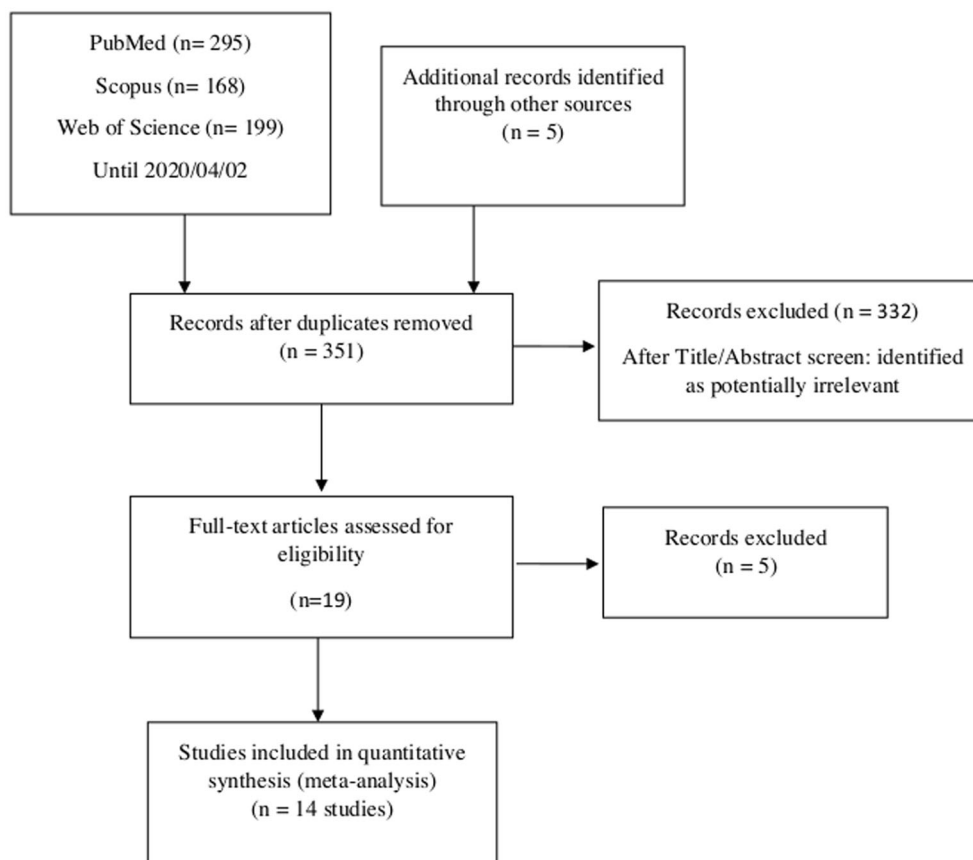 PubMed (n= 295)
Scopus (n= 168)
Web of Science (n= 199)
Until 2020/04/02
Additional records identified
through other sources
(n = 5)
Records after duplicates removed
(n = 351)
Records excluded (n = 332)
After Title/Abstract screen: identified
as potentially irrelevant
Full-text articles assessed for
eligibility
(n=19)
Records excluded
(n = 5)
Studies included in quantitative
synthesis (meta-analysis)
(n = 14 studies)